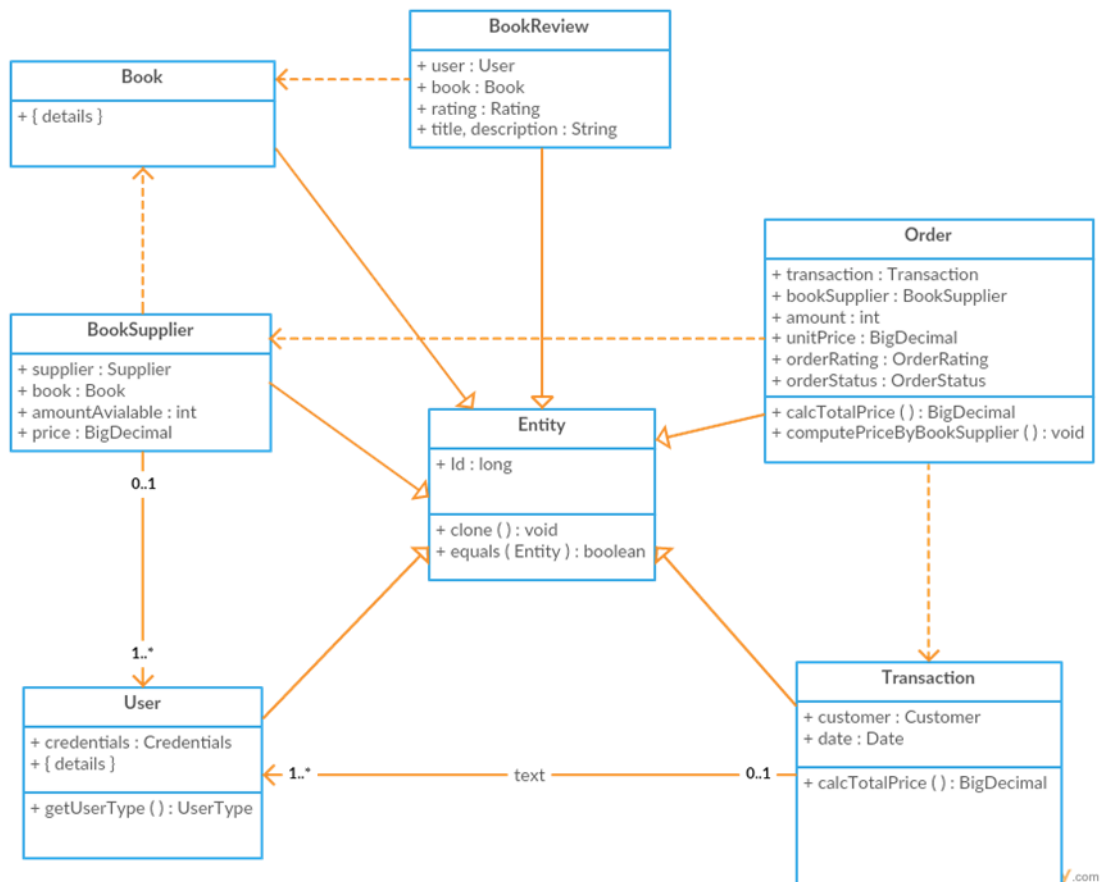 BookReview
+ user : User
+ book : Book
+ rating : Rating
+ title, description : String
Book
+ { details }
Order
+ transaction : Transaction
+ bookSupplier : BookSupplier
+ amount : int
+ unitPrice : BigDecimal
+ orderRating : OrderRating
+ orderStatus : OrderStatus
+ calcTotalPrice ( ) : BigDecimal
+ computePriceByBookSupplier ( ) : void
BookSupplier
+ supplier : Supplier
+ book : Book
+ amountAvialable : int
+ price : BigDecimal
0..1
1..*
Entity
+ Id : long
+ clone ( ) : void
+ equals ( Entity ) : boolean
User
+ credentials : Credentials
+ { details }
+ getUserType ( ) : UserType
1..*
text
0..1
Transaction
+ customer : Customer
+ date : Date
+ calcTotalPrice ( ) : BigDecimal
.com